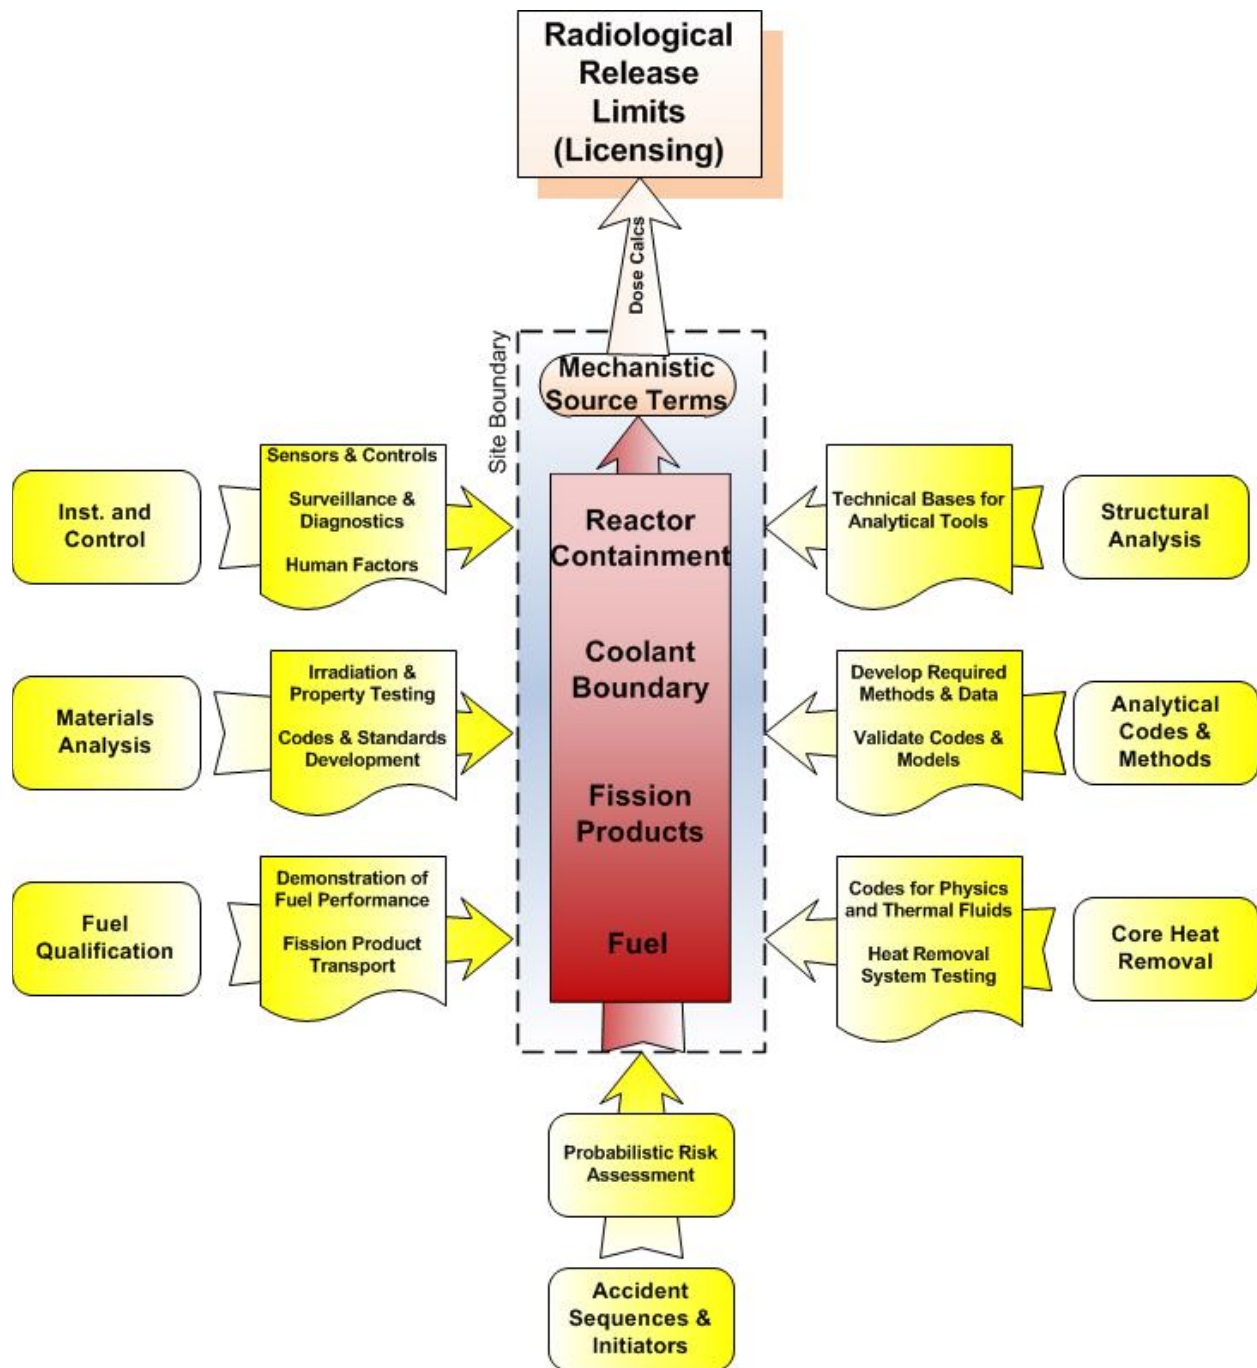 Radiological
Release
Limits
(Licensing)
Dose Calcs
Site Boundary
Mechanistic
Source Terms
Inst. and
Control
Sensors & Controls
Surveillance &
Diagnostics
Human Factors
Reactor
Containment
Technical Bases for
Analytical Tools
Structural
Analysis
Materials
Analysis
Irradiation &
Property Testing
Codes & Standards
Development
Coolant
Boundary
Develop Required
Methods & Data
Validate Codes &
Models
Analytical
Codes &
Methods
Fission
Products
Fuel
Qualification
Demonstration of
Fuel Performance
Fission Product
Transport
Fuel
Codes for Physics
and Thermal Fluids
Heat Removal
System Testing
Core Heat
Removal
Probabilistic Risk
Assessment
Accident
Sequences &
Initiators